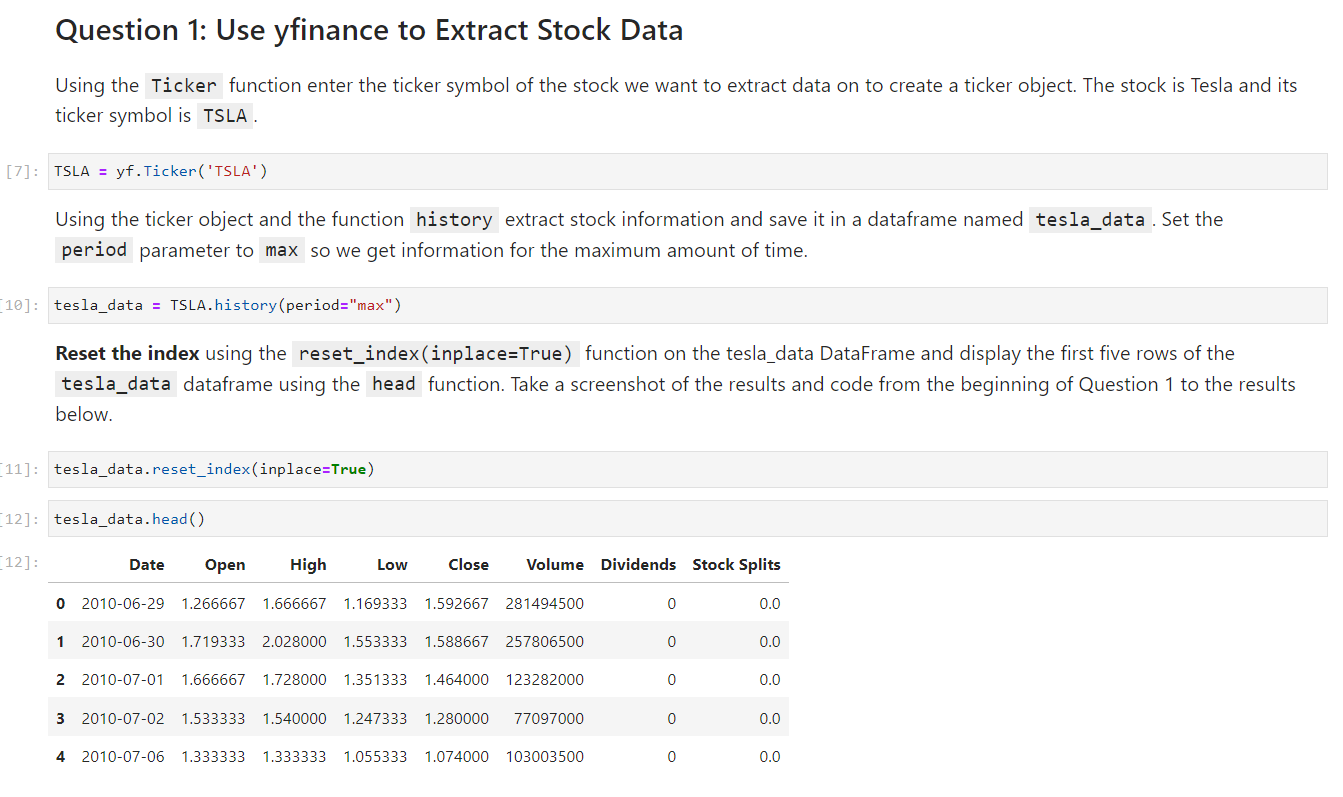 Question 1: Use yfinance to Extract Stock Data
Using the Ticker function enter the ticker symbol of the stock we want to extract data on to create a ticker object. The stock is Tesla and its
ticker symbol is TSLA .
[7]: TSLA = yf.Ticker('TSLA')
Using the ticker object and the function history extract stock information and save it in a dataframe named tesla_data . Set the
period parameter to max so we get information for the maximum amount of time.
[10]: tesla_data = TSLA.history(period="max")
Reset the index using the reset_index(inplace=True) function on the tesla_data DataFrame and display the first five rows of the
tesla_data dataframe using the head function. Take a screenshot of the results and code from the beginning of Question 1 to the results
below.
[11]: tesla_data.reset_index(inplace=True)
[12]: tesla_data.head()
[12]: Date Open High Low Close Volume Dividends Stock Splits
0 2010-06-29 1.266667 1.666667 1.169333 1.592667 281494500 0 0.0
1 2010-06-30 1.719333 2.028000 1.553333 1.588667 257806500 0 0.0
2 2010-07-01 1.666667 1.728000 1.351333 1.464000 123282000 0 0.0
3 2010-07-02 1.533333 1.540000 1.247333 1.280000 77097000 0 0.0
4 2010-07-06 1.333333 1.333333 1.055333 1.074000 103003500 0 0.0